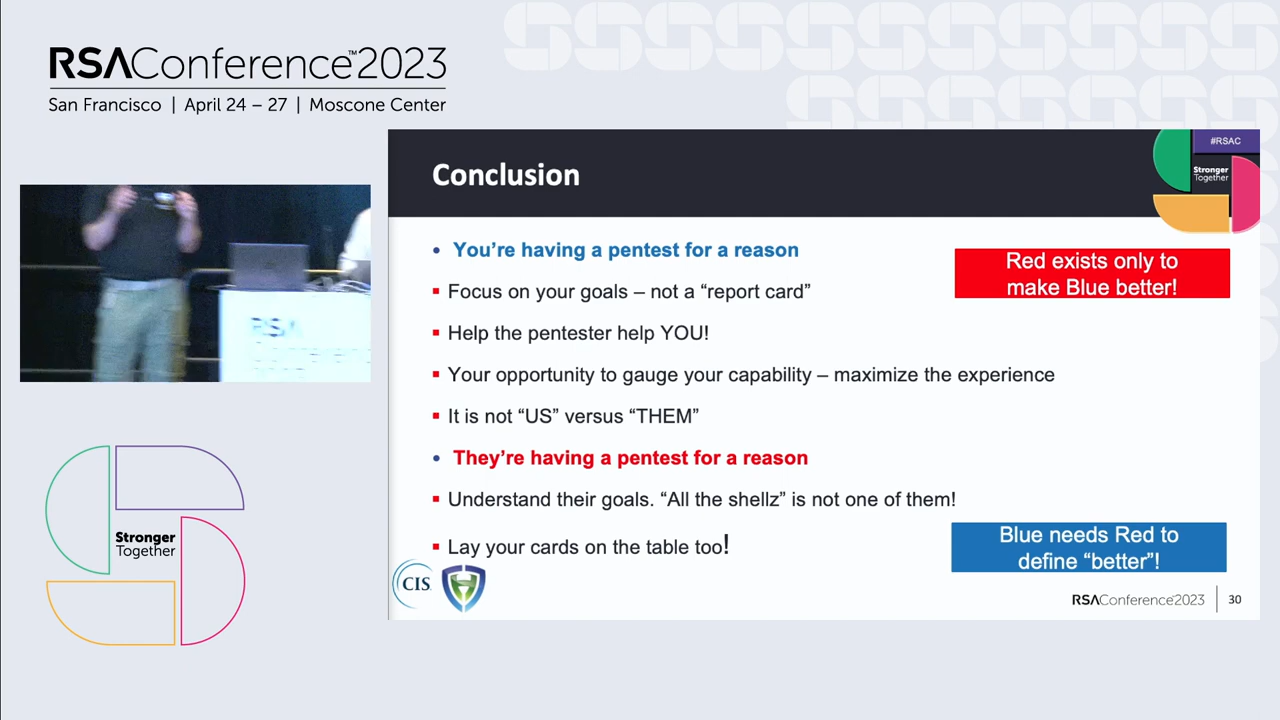 RSAConference™2023
San Francisco | April 24 – 27 | Moscone Center
#RSAC
Stronger
Together
Conclusion
• You’re having a pentest for a reason
▪ Focus on your goals – not a “report card”
▪ Help the pentester help YOU!
▪ Your opportunity to gauge your capability – maximize the experience
▪ It is not “US” versus “THEM”
• They’re having a pentest for a reason
▪ Understand their goals. “All the shellz” is not one of them!
▪ Lay your cards on the table too!
Red exists only to
make Blue better!
Blue needs Red to
define “better”!
CIS
RSAConference2023 | 30
RS
Stronger
Together